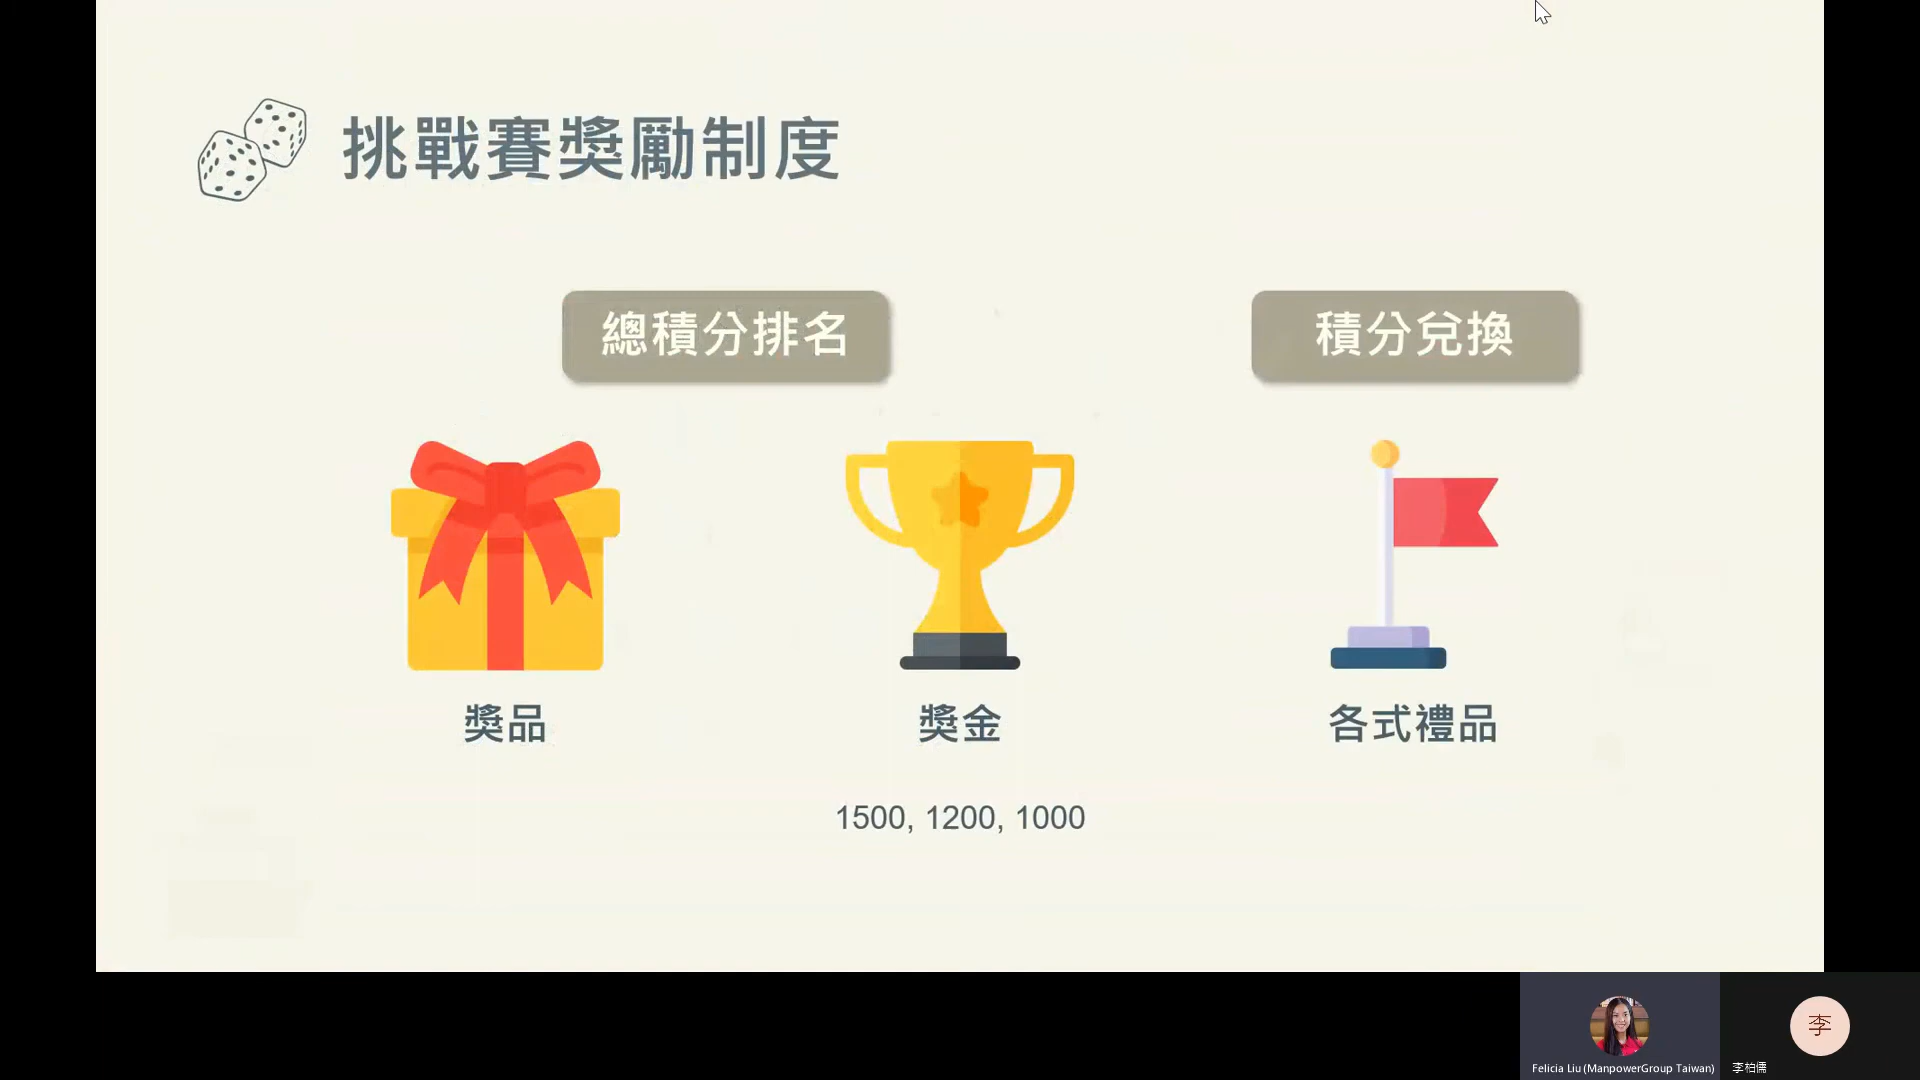 挑戰賽獎勵制度
總積分排名
積分兌換
獎品
獎金
各式禮品
1500, 1200, 1000
李
Felicia Liu (ManpowerGroup Taiwan)
李柏儒